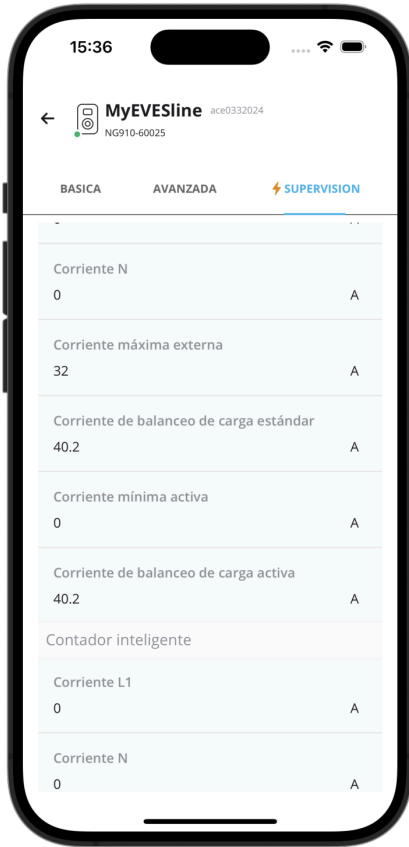 15:36
MyEVESline ace0332024
NG910-60025
BASICA AVANZADA SUPERVISION
Corriente N
0 A
Corriente máxima externa
32 A
Corriente de balanceo de carga estándar
40.2 A
Corriente mínima activa
0 A
Corriente de balanceo de carga activa
40.2 A
Contador inteligente
Corriente L1
0 A
Corriente N
0 A